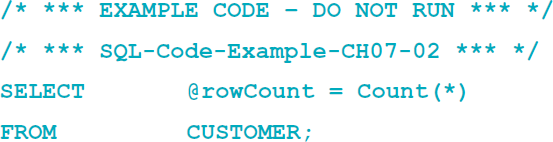 /* *** EXAMPLE CODE – DO NOT RUN *** */
/* *** SQL-Code-Example-CH07-02 *** */
SELECT @rowCount = Count(*)
FROM CUSTOMER;